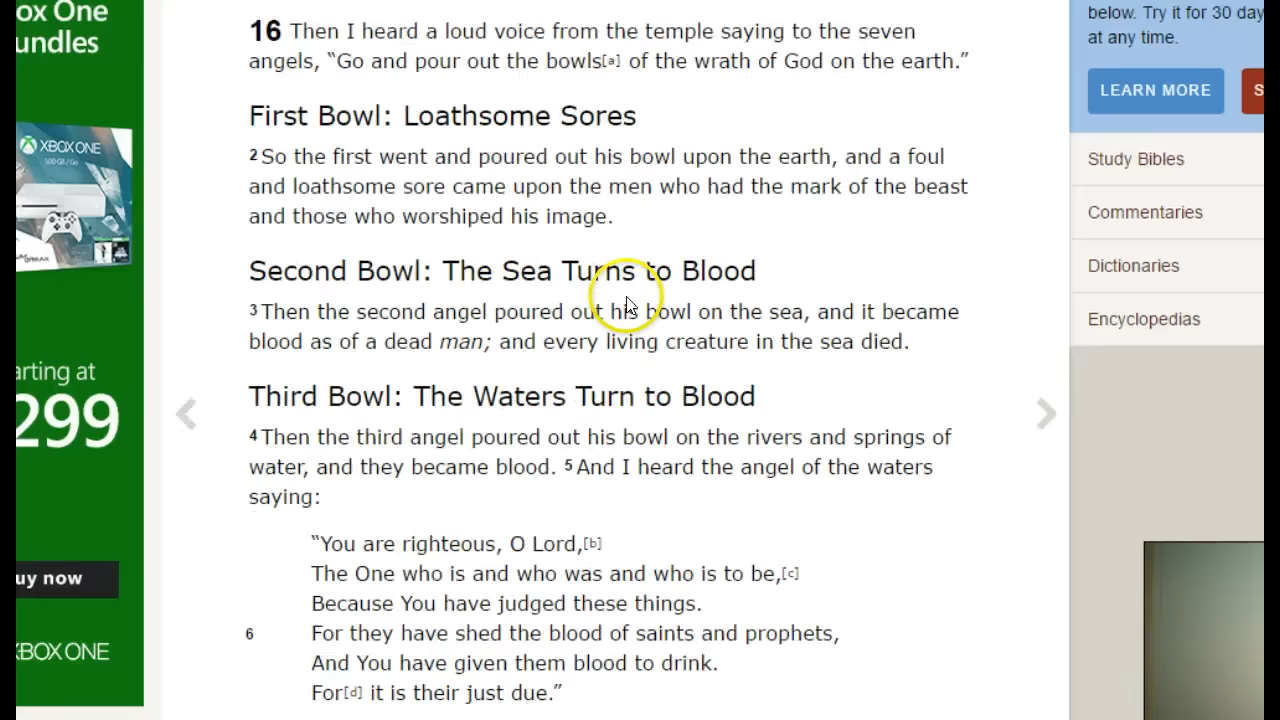 ox One
undles
XBOX ONE
arting at
299
uy now
XBOX ONE
16 Then I heard a loud voice from the temple saying to the seven
angels, “Go and pour out the bowls[a] of the wrath of God on the earth.”
First Bowl: Loathsome Sores
2 So the first went and poured out his bowl upon the earth, and a foul
and loathsome sore came upon the men who had the mark of the beast
and those who worshiped his image.
Second Bowl: The Sea Turns to Blood
3 Then the second angel poured out his bowl on the sea, and it became
blood as of a dead man; and every living creature in the sea died.
Third Bowl: The Waters Turn to Blood
4 Then the third angel poured out his bowl on the rivers and springs of
water, and they became blood. 5 And I heard the angel of the waters
saying:
“You are righteous, O Lord,[b]
The One who is and who was and who is to be,[c]
Because You have judged these things.
6 For they have shed the blood of saints and prophets,
And You have given them blood to drink.
For[d] it is their just due.”
below. Try it for 30 day
at any time.
LEARN MORE
S
Study Bibles
Commentaries
Dictionaries
Encyclopedias